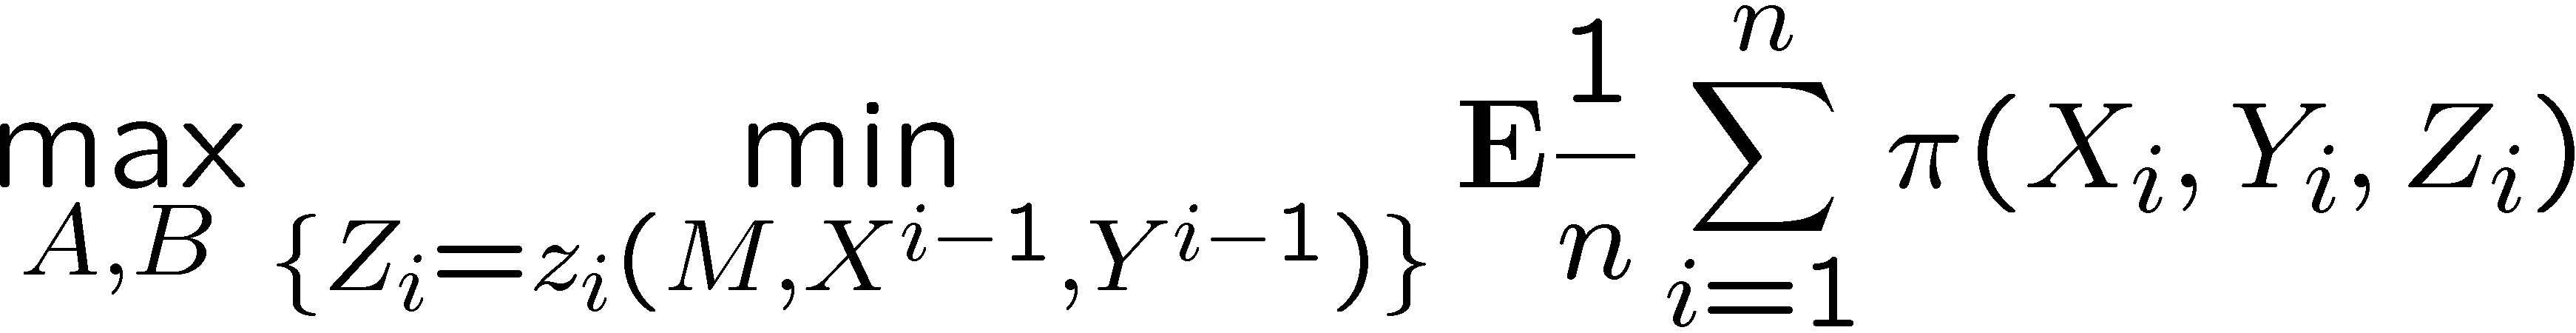 \max_{A,B} \min_{\{Z_i=z_i(M,X^{i-1},Y^{i-1})\}} \mathbf{E}\frac{1}{n}\sum_{i=1}^{n} \pi(X_i, Y_i, Z_i)